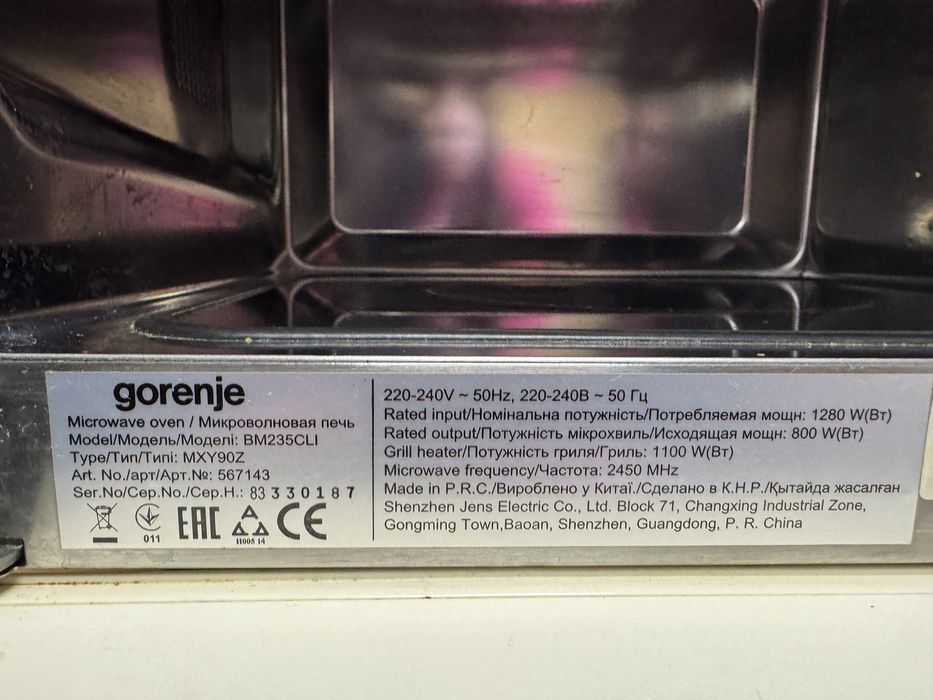 gorenje
Microwave oven / Микроволновая печь
Model/Модель/Моделі: BM235CLI
Type/Тип/Типі: MXY90Z
Art. No./арт/Арт.№: 567143
Ser.No/Сер.No./Сер.Н.: 83 330187
011
EAC
11005 14
CE
220-240V ~ 50Hz, 220-240В ~ 50 Гц
Rated input/Номінальна потужність/Потребляемая мощн: 1280 W(Вт)
Rated output/Потужність мікрохвиль/Исходящая мощн: 800 W(Вт)
Grill heater/Потужність гриля/Гриль: 1100 W(Вт)
Microwave frequency/Частота: 2450 MHz
Made in P.R.C./Вироблено у Китаї./Сделано в К.Н.Р./Қытайда жасалған
Shenzhen Jens Electric Co., Ltd. Block 71, Changxing Industrial Zone,
Gongming Town,Baoan, Shenzhen, Guangdong, P. R. China